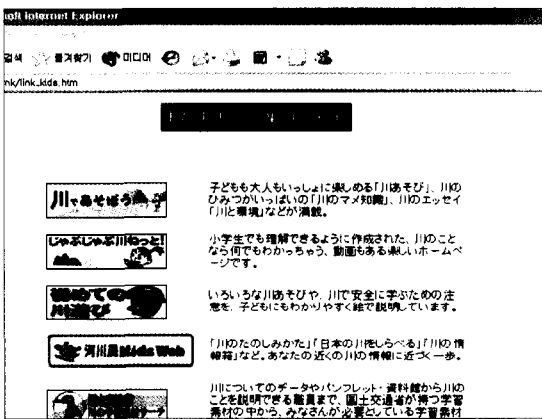 soft Internet Explorer
검색 즐겨찾기 미디어
nk/link_kids.htm
川であそぼう
子どもも大人もいっしょに楽しめる「川あそび」、川の
ひみつがいっぱいの「川のマメ知識」、川のエッセイ
「川と環境」などが満載。
じゃぶじゃぶ川ねっと!
小学生でも理解できるように作成された、川のこと
なら何でもわかっちゃう、動画もある楽しいホームペ
ージです。
初めての
川遊び
いろいろな川あそびや、川で安全に学ぶための注
意を、子どもにもわかりやすく絵で説明しています。
河川局Kids Web
「川のたのしみかた」「日本の川をしらべる」「川の情
報箱」など。あなたの近くの川の情報に近づく一歩。
川についてのデータやパンフレット・資料館から川の
ことを説明できる職員まで、国土交通省が持つ学習
素材の中から、みなさんが必要としている学習素材